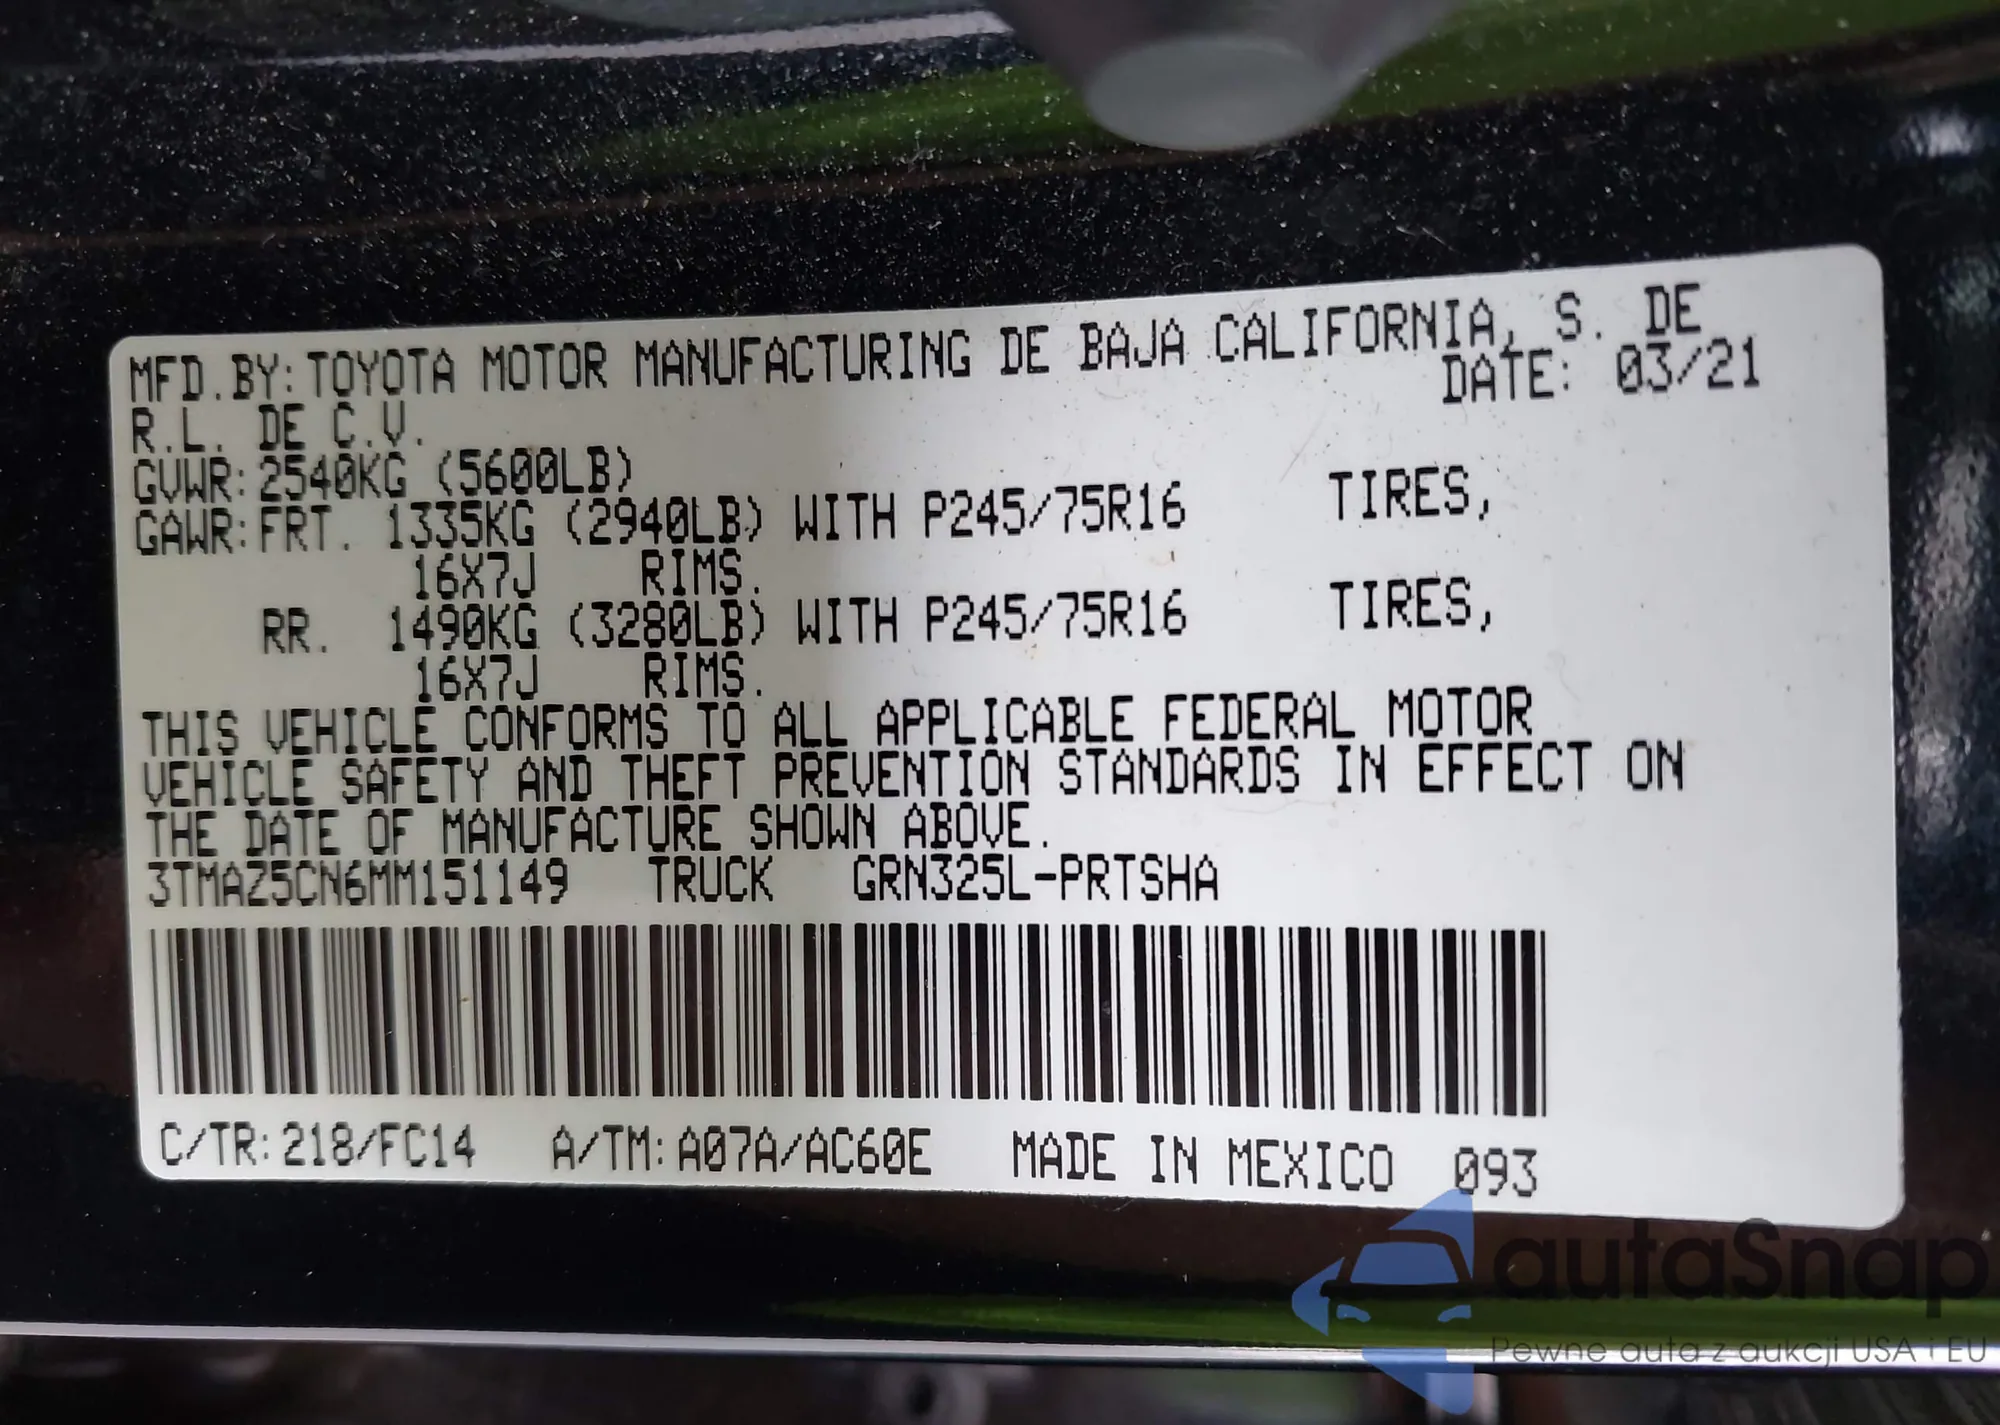 MFD.BY:TOYOTA MOTOR MANUFACTURING DE BAJA CALIFORNIA, S. DE
R.L. DE C.V. DATE: 03/21
GVWR:2540KG (5600LB)
GAWR:FRT. 1335KG (2940LB) WITH P245/75R16 TIRES,
16X7J RIMS.
RR. 1490KG (3280LB) WITH P245/75R16 TIRES,
16X7J RIMS.
THIS VEHICLE CONFORMS TO ALL APPLICABLE FEDERAL MOTOR
VEHICLE SAFETY AND THEFT PREVENTION STANDARDS IN EFFECT ON
THE DATE OF MANUFACTURE SHOWN ABOVE.
3TMAZ5CN6MM151149 TRUCK GRN325L-PRTSHA
C/TR:218/FC14 A/TM:A07A/AC60E MADE IN MEXICO 093
autaSnap
Pewne auta z aukcji USA i EU